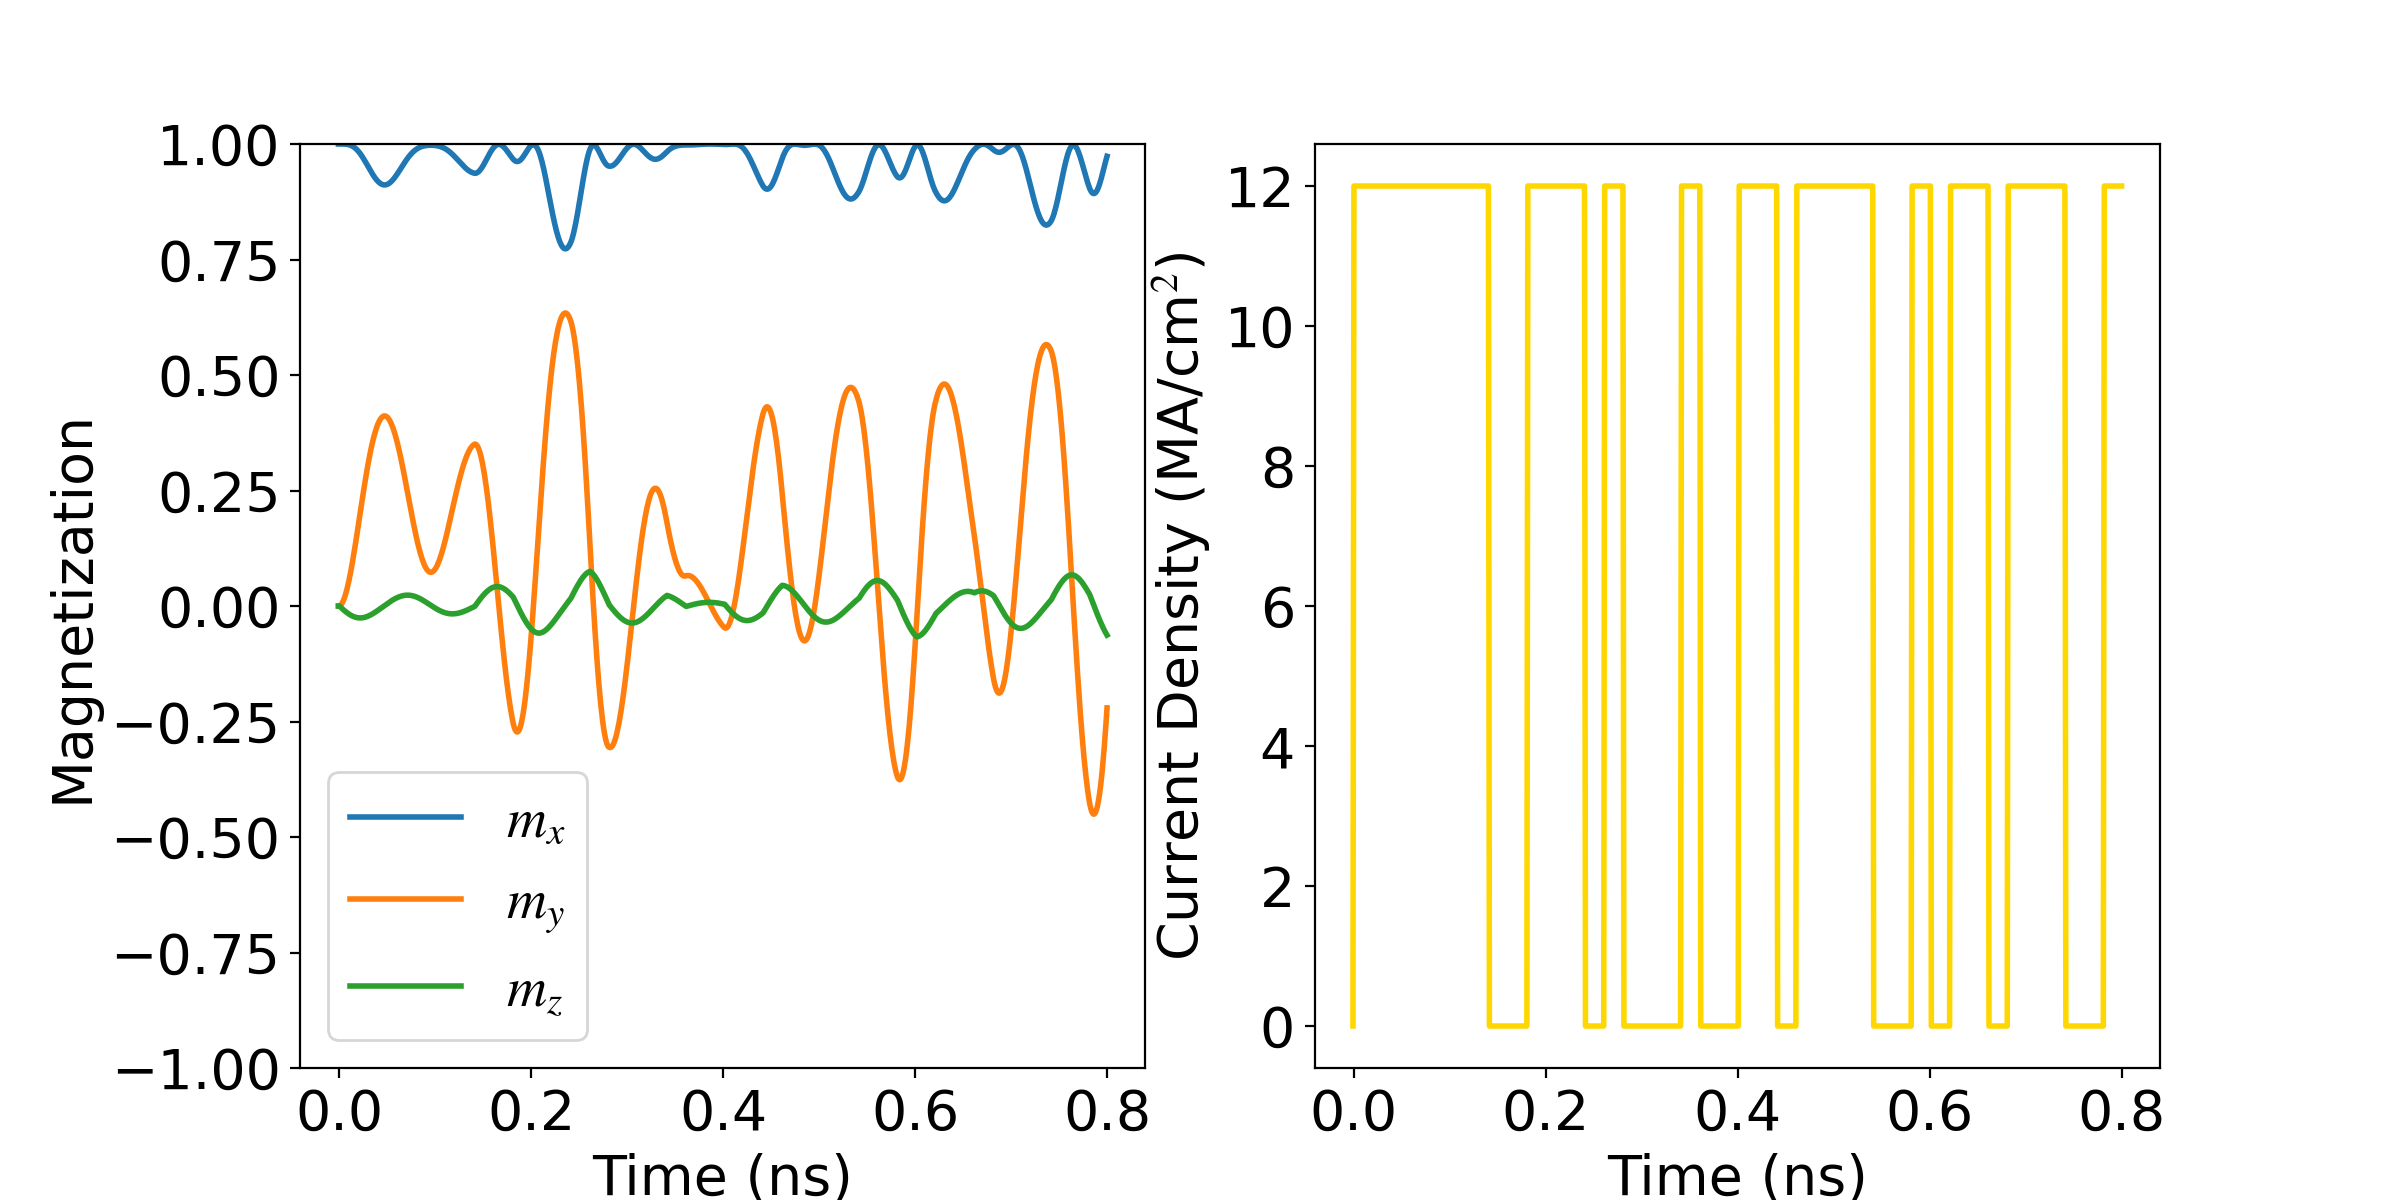 1.00
0.75
0.50
0.25
0.00
−0.25
−0.50
−0.75
−1.00
Magnetization
m_x
m_y
m_z
0.0 0.2 0.4 0.6 0.8
Time (ns)
12
10
8
6
4
2
0
Current Density (MA/cm²)
0.0 0.2 0.4 0.6 0.8
Time (ns)